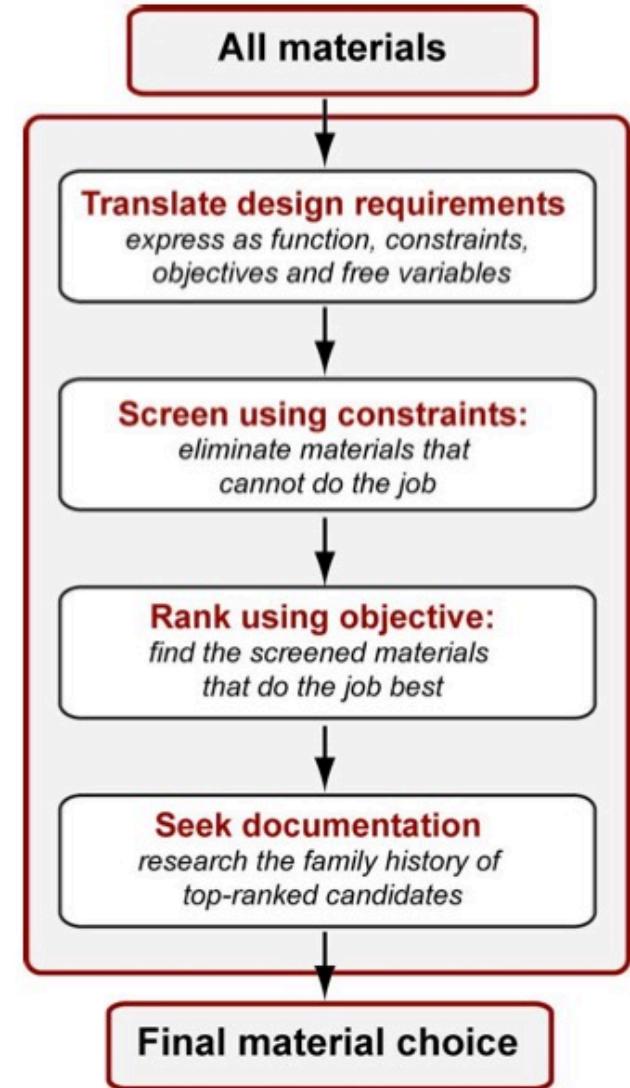 All materials
Translate design requirements
express as function, constraints,
objectives and free variables
Screen using constraints:
eliminate materials that
cannot do the job
Rank using objective:
find the screened materials
that do the job best
Seek documentation
research the family history of
top-ranked candidates
Final material choice